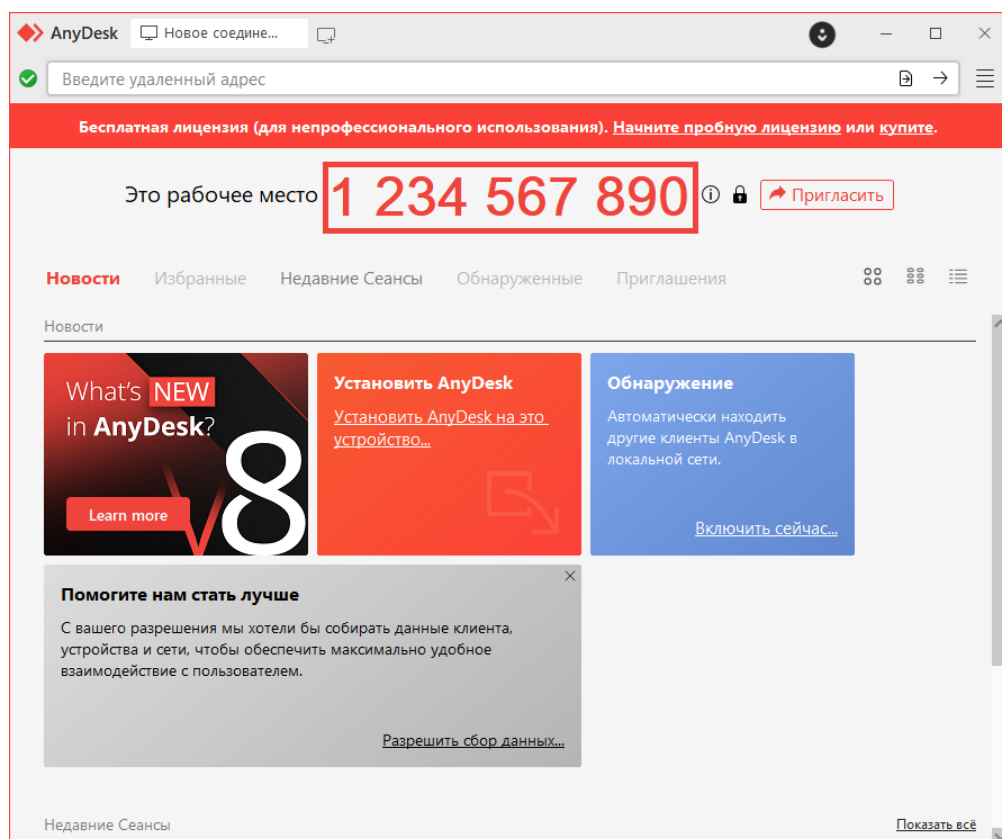 AnyDesk Новое соедине...
Введите удаленный адрес
Бесплатная лицензия (для непрофессионального использования). Начните пробную лицензию или купите.
Это рабочее место 1 234 567 890 Пригласить
Новости Избранные Недавние Сеансы Обнаруженные Приглашения
Новости
What's NEW
in AnyDesk?
V8
Learn more
Установить AnyDesk
Установить AnyDesk на это
устройство...
Обнаружение
Автоматически находить
другие клиенты AnyDesk в
локальной сети.
Включить сейчас...
Помогите нам стать лучше
С вашего разрешения мы хотели бы собирать данные клиента,
устройства и сети, чтобы обеспечить максимально удобное
взаимодействие с пользователем.
Разрешить сбор данных...
Недавние Сеансы Показать всё